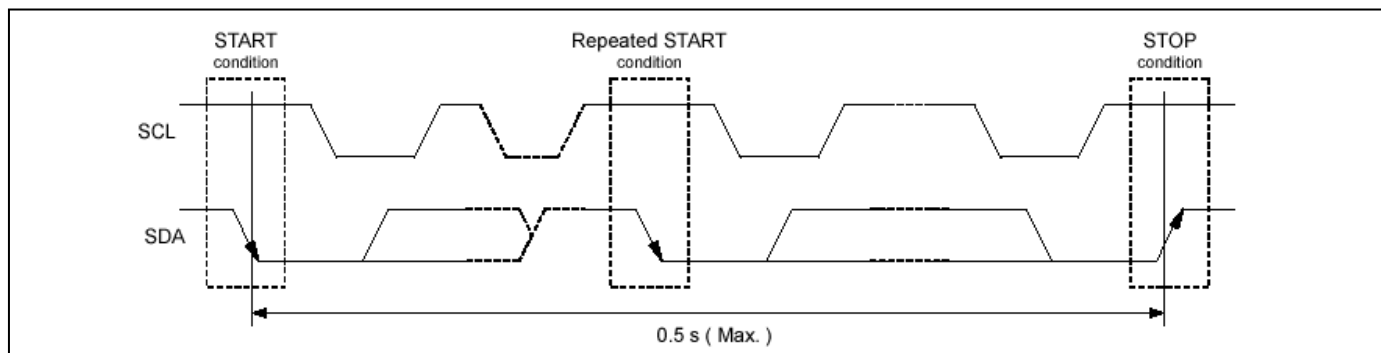 START
condition
Repeated START
condition
STOP
condition
SCL
SDA
0.5 s ( Max. )